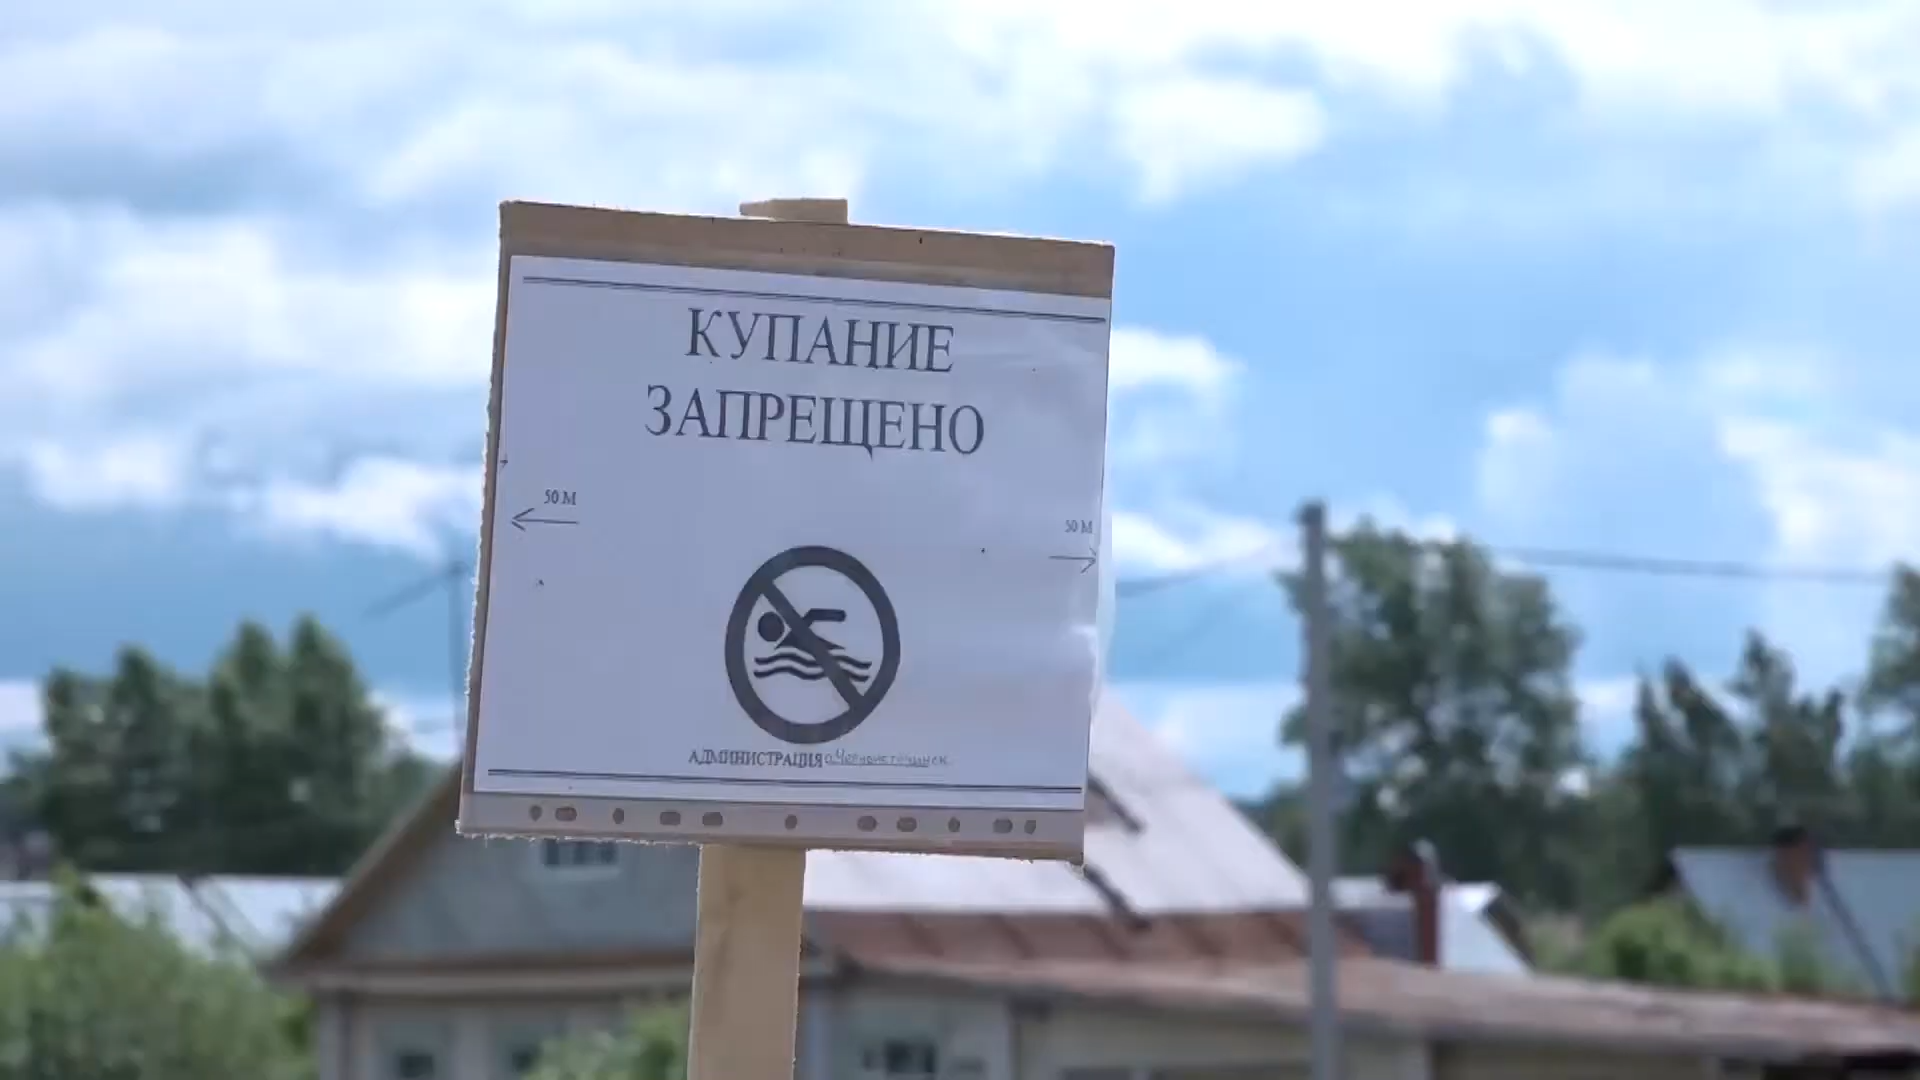 КУПАНИЕ
ЗАПРЕЩЕНО
50 М
50 М
АДМИНИСТРАЦИЯ